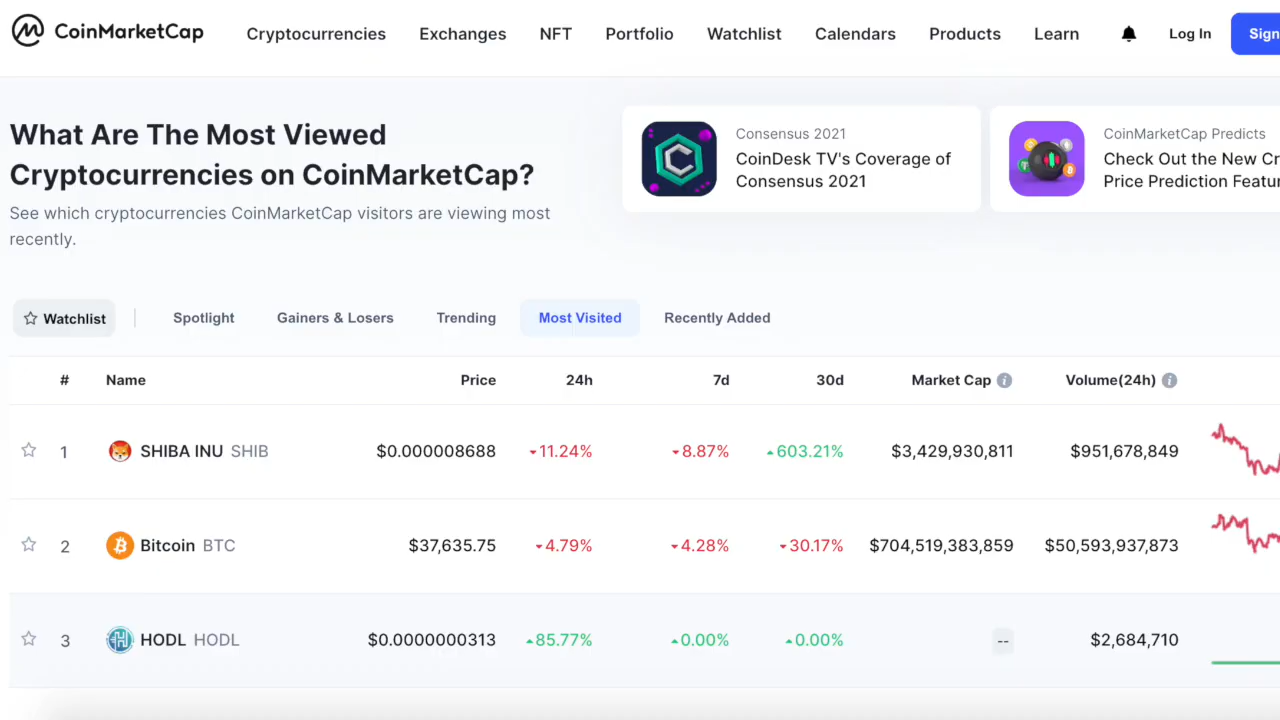 CoinMarketCap Cryptocurrencies Exchanges NFT Portfolio Watchlist Calendars Products Learn Log In Sign
What Are The Most Viewed
Cryptocurrencies on CoinMarketCap?
See which cryptocurrencies CoinMarketCap visitors are viewing most
recently.
Consensus 2021
CoinDesk TV's Coverage of
Consensus 2021
CoinMarketCap Predicts
Check Out the New Cr
Price Prediction Featu
Watchlist Spotlight Gainers & Losers Trending Most Visited Recently Added
# Name Price 24h 7d 30d Market Cap Volume(24h)
1 SHIBA INU SHIB $0.000008688 11.24% 8.87% 603.21% $3,429,930,811 $951,678,849
2 Bitcoin BTC $37,635.75 4.79% 4.28% 30.17% $704,519,383,859 $50,593,937,873
3 HODL HODL $0.0000000313 85.77% 0.00% 0.00% -- $2,684,710